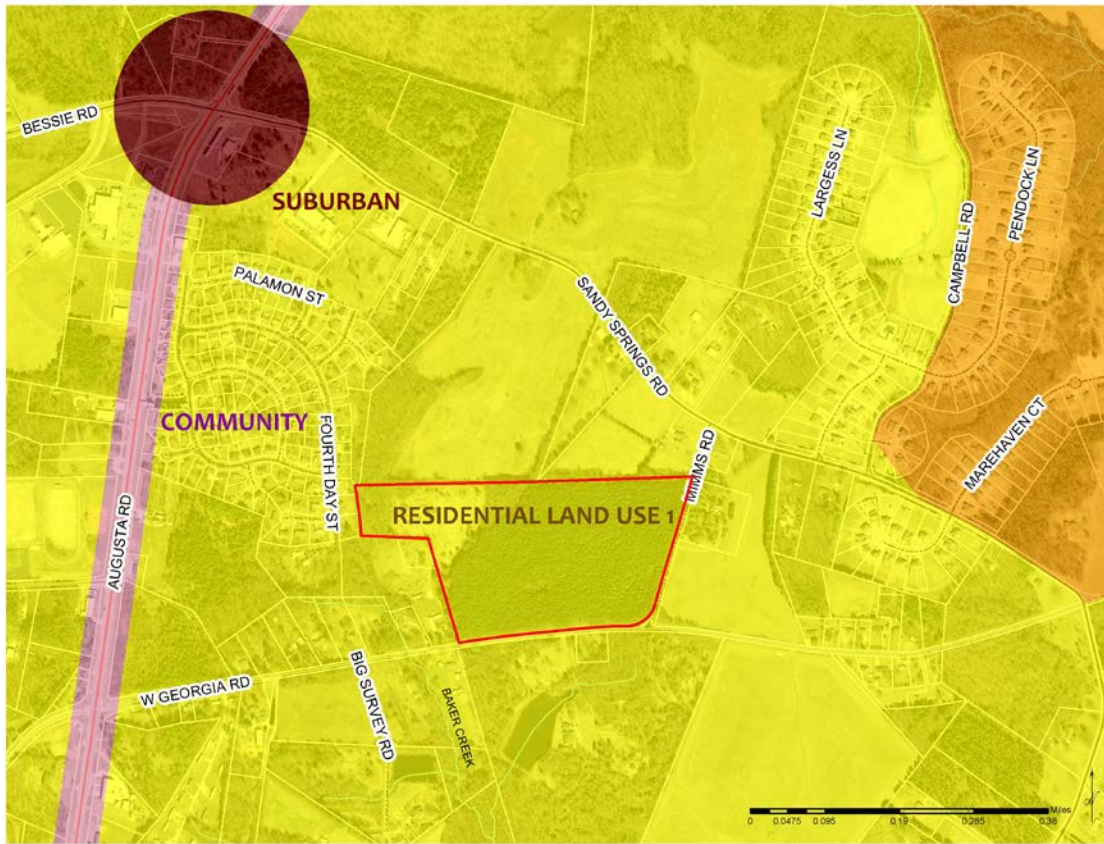 BESSIE RD
SUBURBAN
LARGESS LN
PENDOCK LN
CAMPBELL RD
PALAMON ST
SANDY SPRINGS RD
COMMUNITY
FOURTH DAY ST
MAREHAVEN CT
MIMMS RD
RESIDENTIAL LAND USE 1
AUGUSTA RD
W GEORGIA RD
BIG SURVEY RD
BAKER CREEK
Miles
0 0.0475 0.095 0.19 0.285 0.38